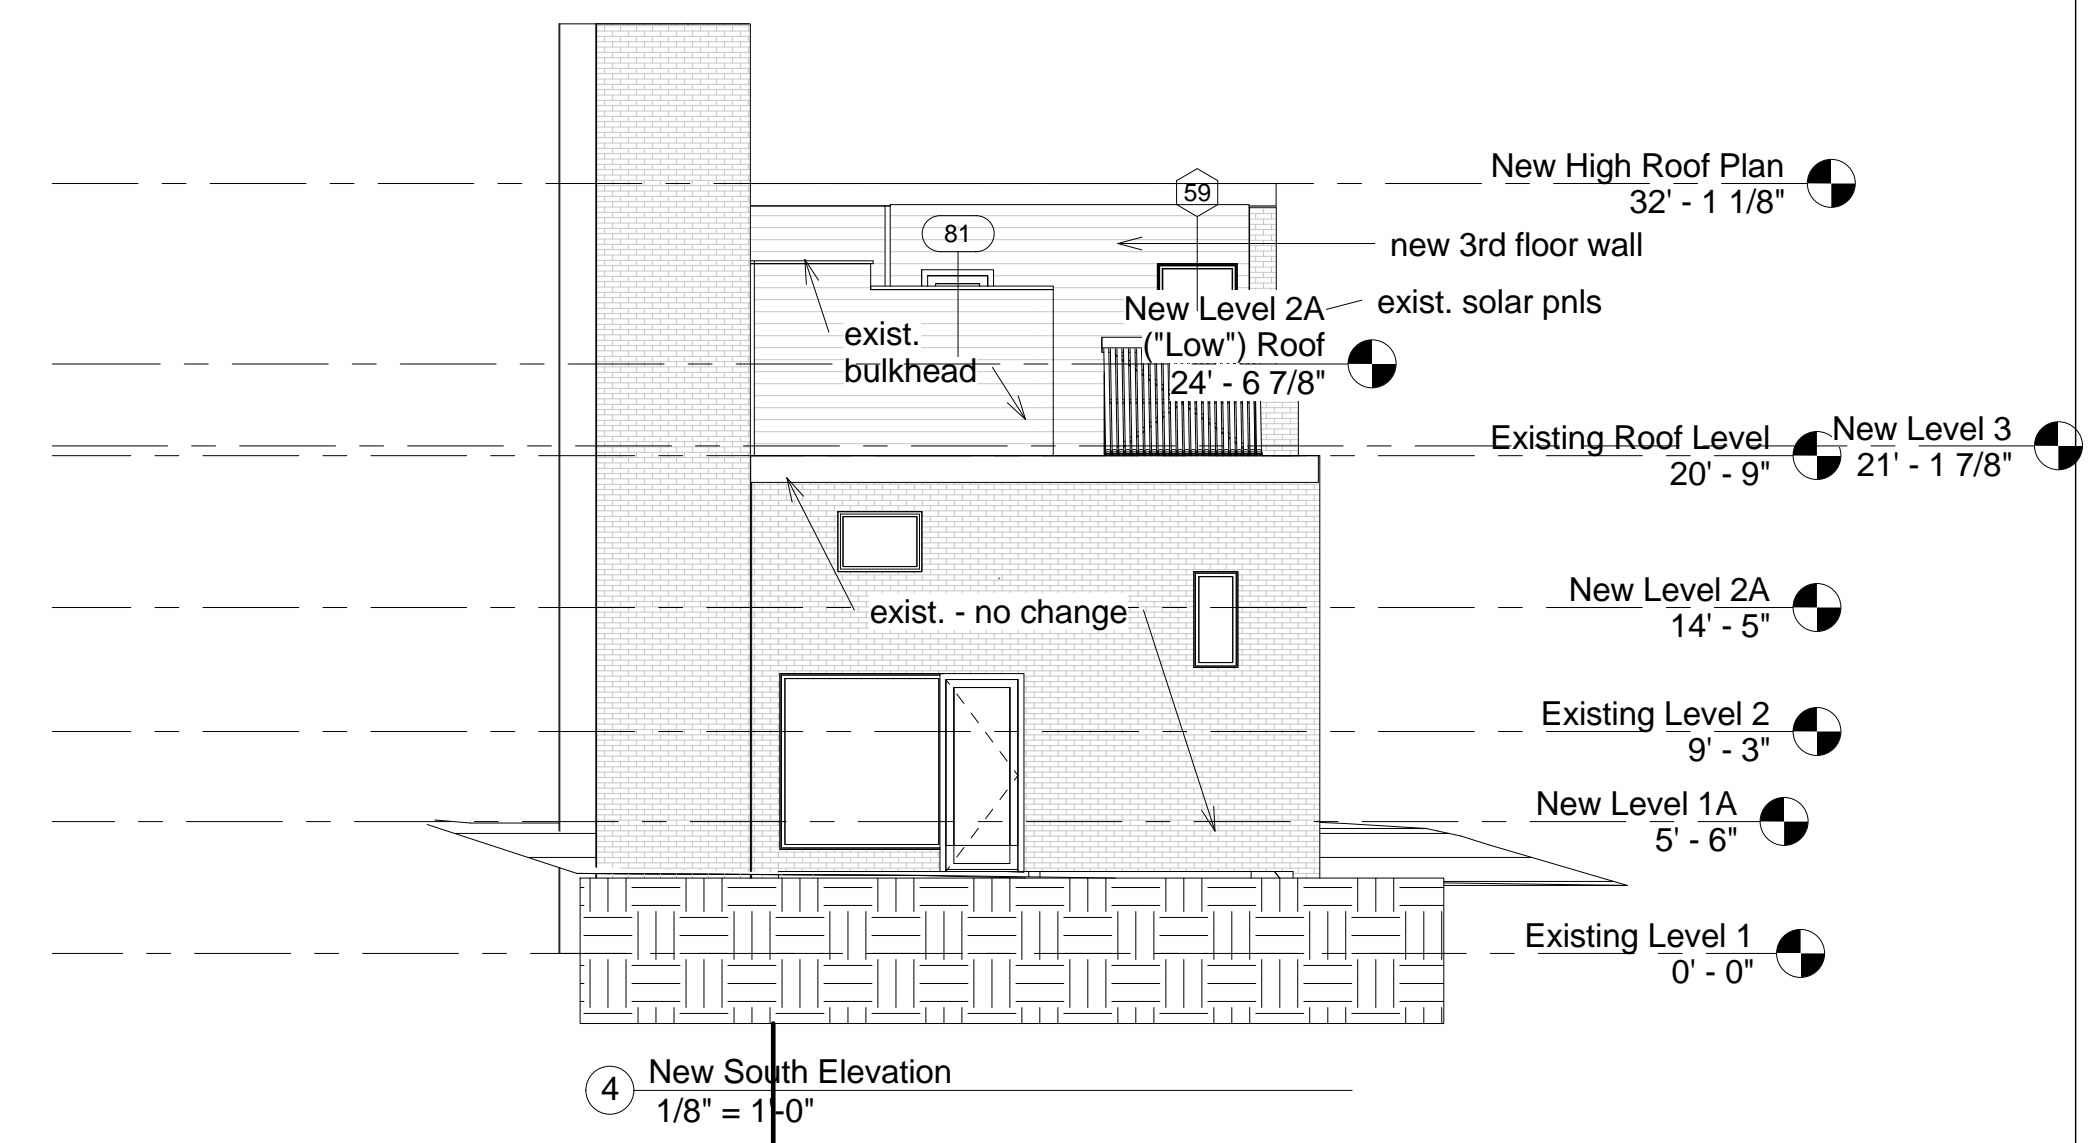 New High Roof Plan
32' - 1 1/8"
59
81
new 3rd floor wall
New Level 2A
("Low") Roof
24' - 6 7/8"
exist. solar pnls
exist.
bulkhead
Existing Roof Level
20' - 9"
New Level 3
21' - 1 7/8"
New Level 2A
14' - 5"
exist. - no change
Existing Level 2
9' - 3"
New Level 1A
5' - 6"
Existing Level 1
0' - 0"
4
New South Elevation
1/8" = 1'-0"